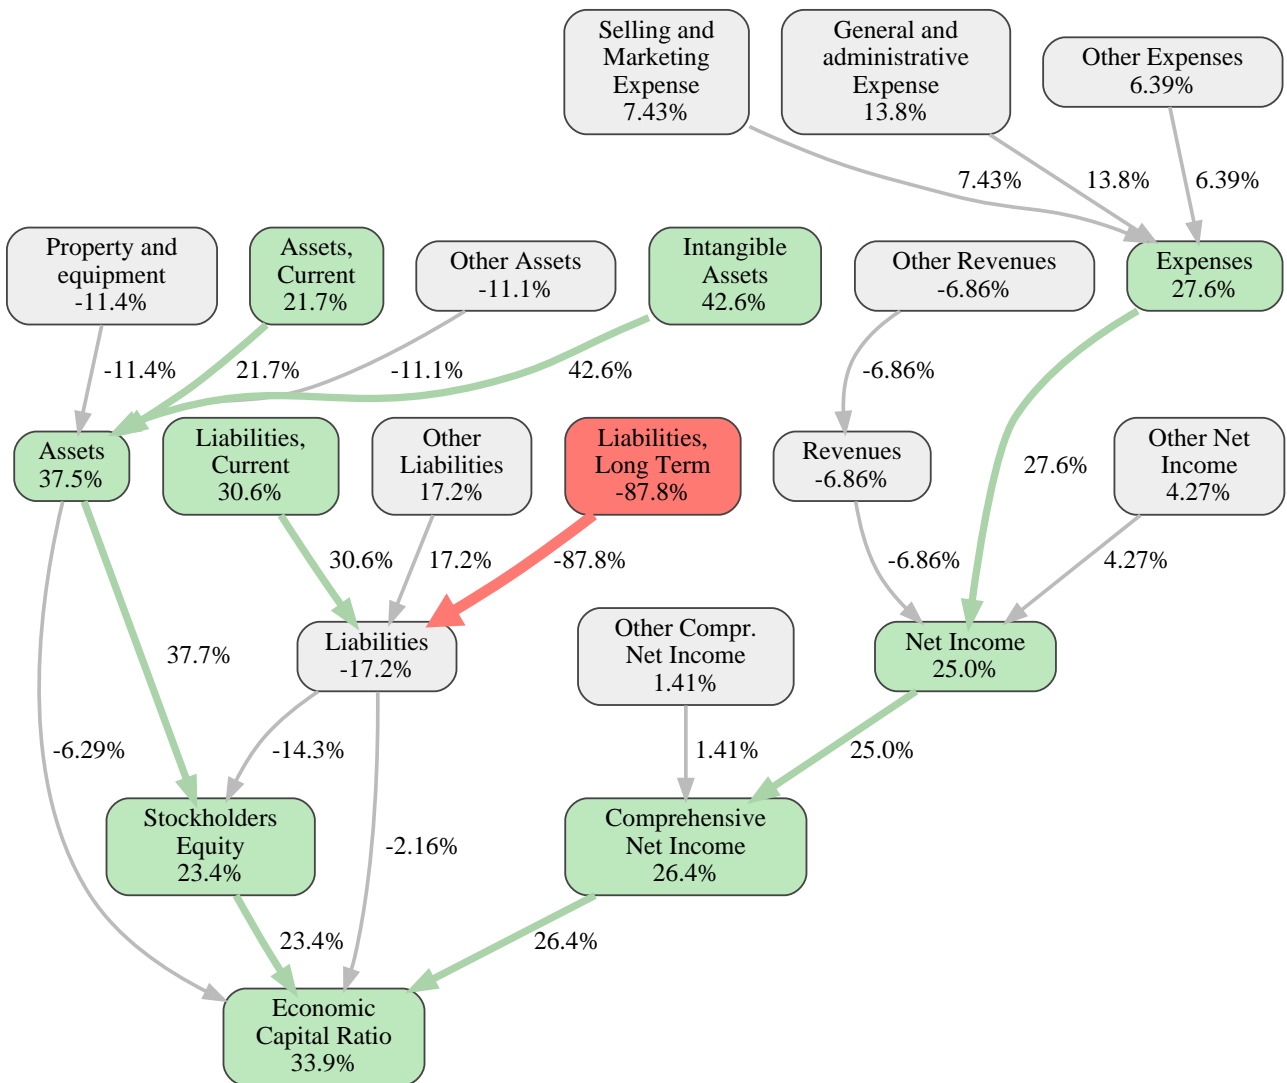 Selling and
Marketing
Expense
7.43%
General and
administrative
Expense
13.8%
Other Expenses
6.39%
7.43%
13.8%
6.39%
Property and
equipment
-11.4%
Assets,
Current
21.7%
Other Assets
-11.1%
Intangible
Assets
42.6%
Other Revenues
-6.86%
Expenses
27.6%
-11.4%
21.7%
-11.1%
42.6%
-6.86%
Assets
37.5%
Liabilities,
Current
30.6%
Other
Liabilities
17.2%
Liabilities,
Long Term
-87.8%
Revenues
-6.86%
27.6%
Other Net
Income
4.27%
30.6%
17.2%
-87.8%
-6.86%
4.27%
37.7%
Liabilities
-17.2%
Other Compr.
Net Income
1.41%
Net Income
25.0%
-6.29%
-14.3%
1.41%
25.0%
Stockholders
Equity
23.4%
-2.16%
Comprehensive
Net Income
26.4%
23.4%
26.4%
Economic
Capital Ratio
33.9%